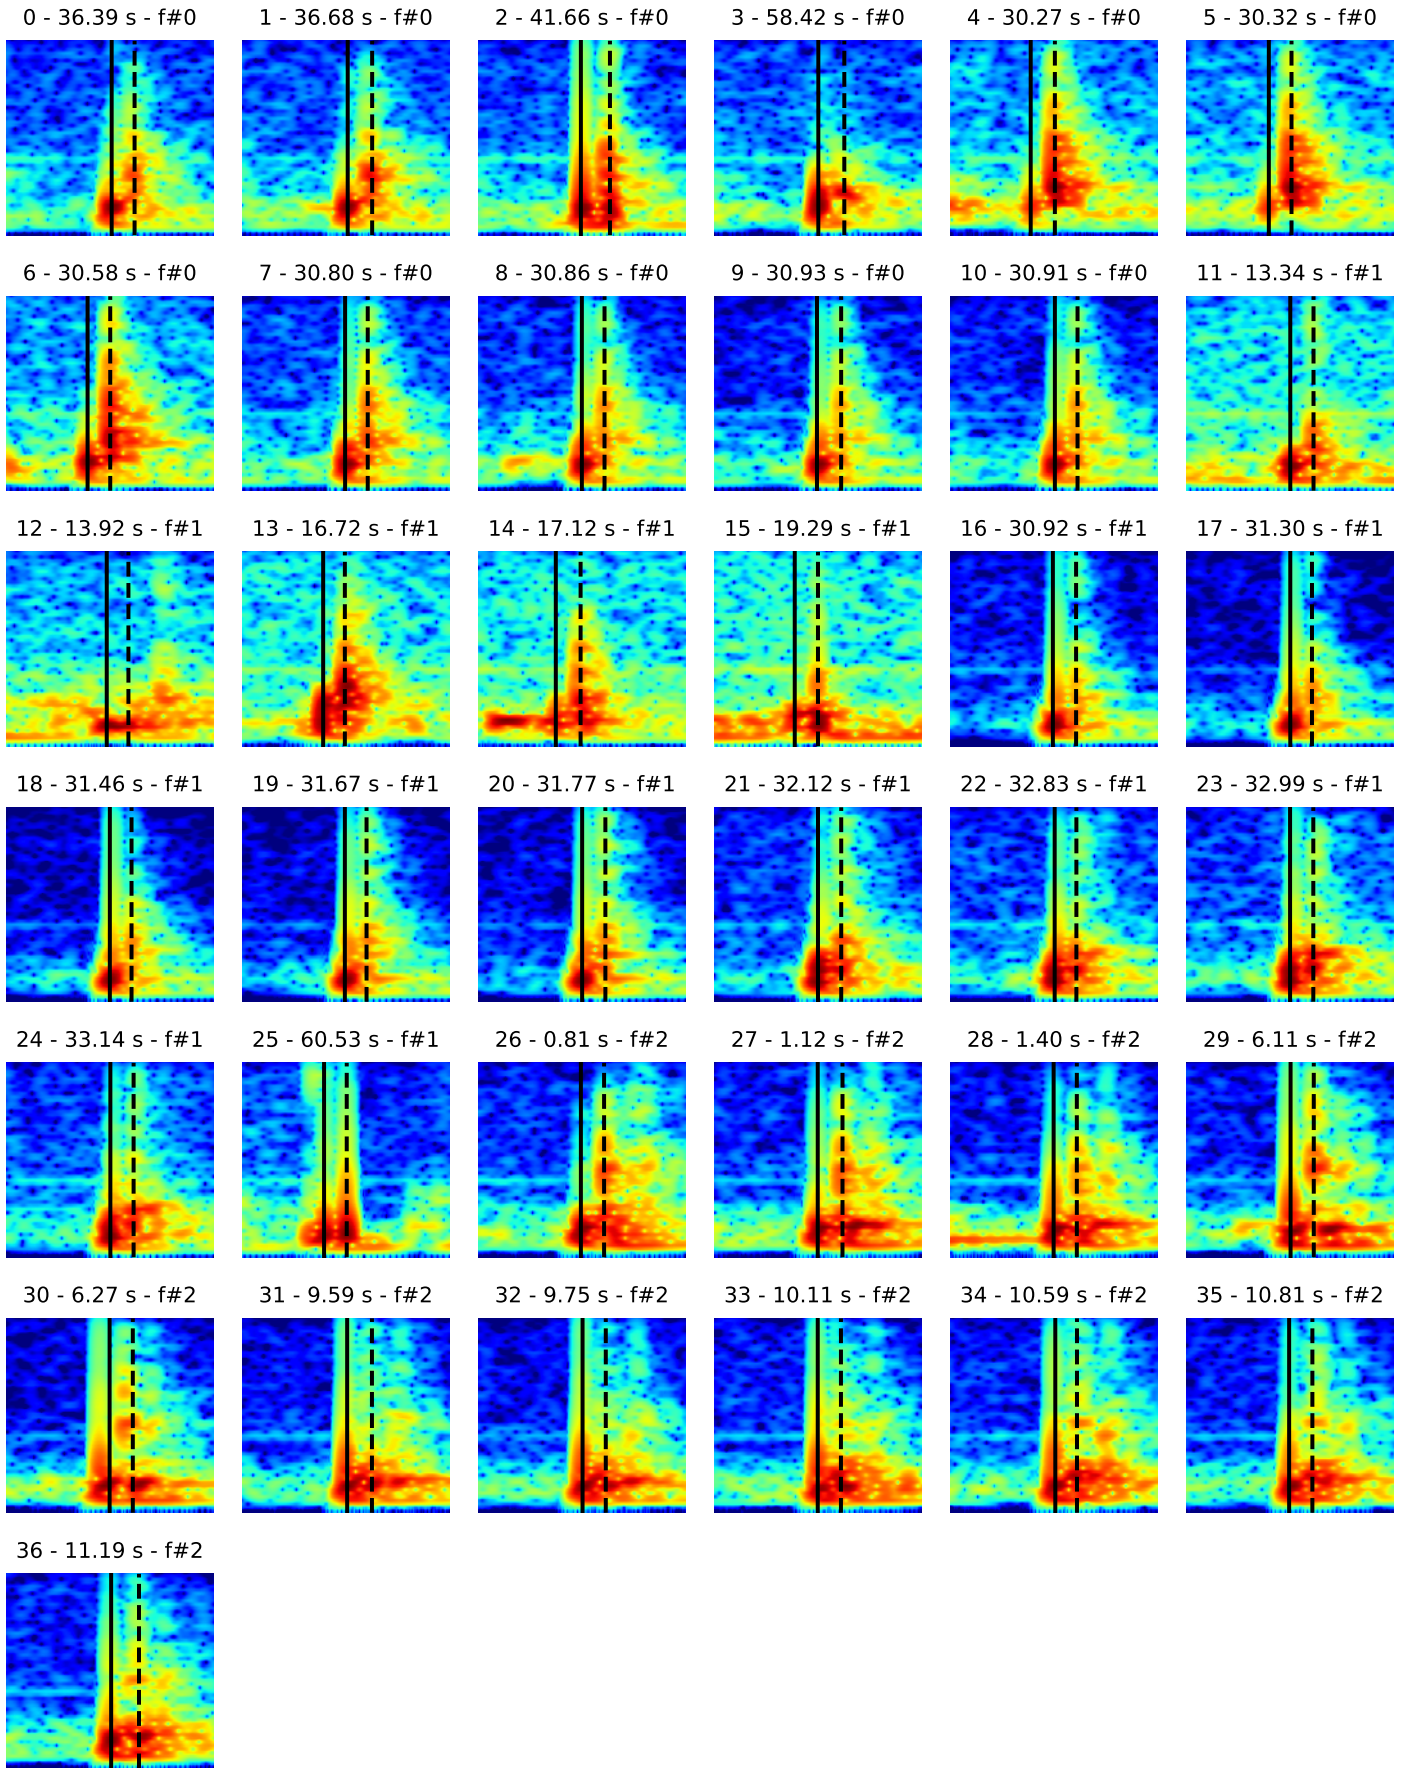 0 - 36.39 s - f#0
1 - 36.68 s - f#0
2 - 41.66 s - f#0
3 - 58.42 s - f#0
4 - 30.27 s - f#0
5 - 30.32 s - f#0
6 - 30.58 s - f#0
7 - 30.80 s - f#0
8 - 30.86 s - f#0
9 - 30.93 s - f#0
10 - 30.91 s - f#0
11 - 13.34 s - f#1
12 - 13.92 s - f#1
13 - 16.72 s - f#1
14 - 17.12 s - f#1
15 - 19.29 s - f#1
16 - 30.92 s - f#1
17 - 31.30 s - f#1
18 - 31.46 s - f#1
19 - 31.67 s - f#1
20 - 31.77 s - f#1
21 - 32.12 s - f#1
22 - 32.83 s - f#1
23 - 32.99 s - f#1
24 - 33.14 s - f#1
25 - 60.53 s - f#1
26 - 0.81 s - f#2
27 - 1.12 s - f#2
28 - 1.40 s - f#2
29 - 6.11 s - f#2
30 - 6.27 s - f#2
31 - 9.59 s - f#2
32 - 9.75 s - f#2
33 - 10.11 s - f#2
34 - 10.59 s - f#2
35 - 10.81 s - f#2
36 - 11.19 s - f#2